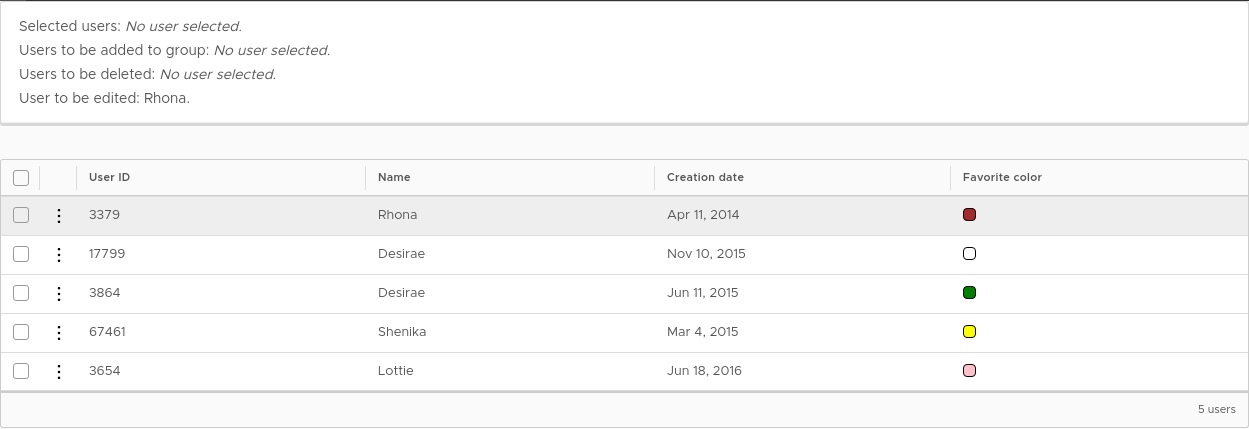 Selected users: No user selected.
Users to be added to group: No user selected.
Users to be deleted: No user selected.
User to be edited: Rhona.
User ID Name Creation date Favorite color
3379 Rhona Apr 11, 2014
17799 Desirae Nov 10, 2015
3864 Desirae Jun 11, 2015
67461 Shenika Mar 4, 2015
3654 Lottie Jun 18, 2016
5 users